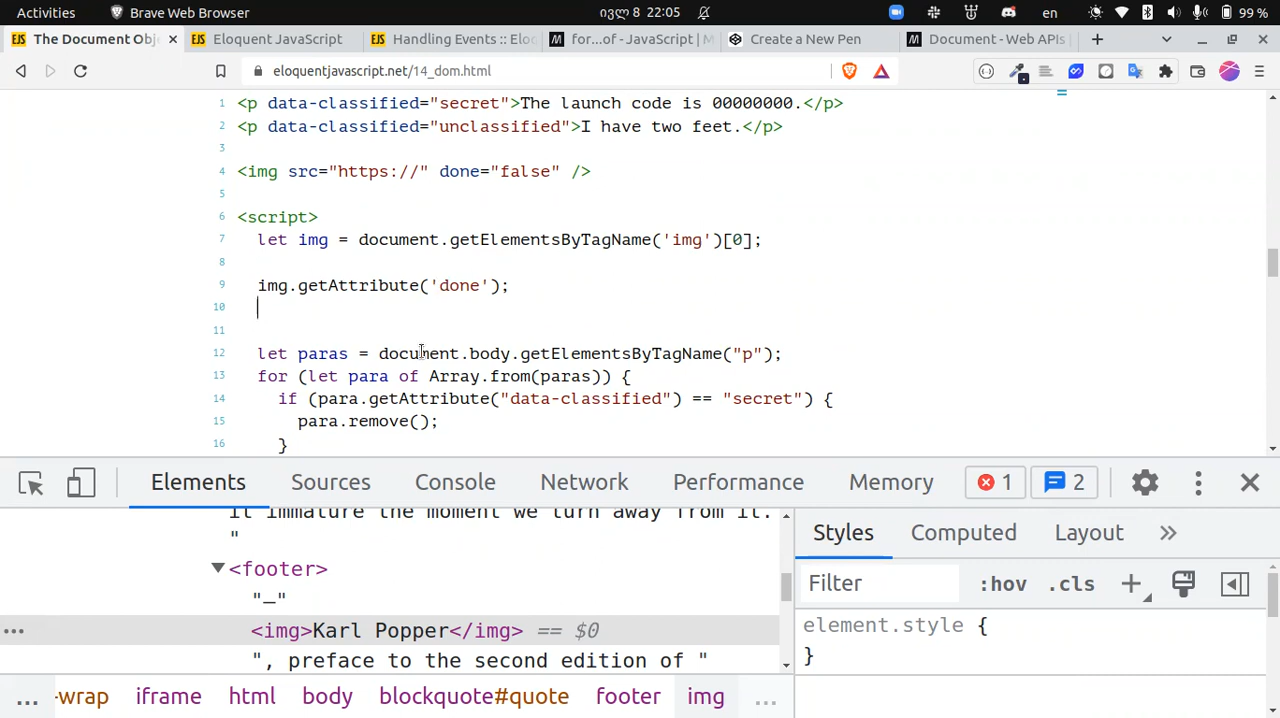 Activities Brave Web Browser ივლ 8 22:05 en 99 %
The Document Obj Eloquent JavaScript Handling Events :: Elo for...of - JavaScript | M Create a New Pen Document - Web APIs |
eloquentjavascript.net/14_dom.html
1 <p data-classified="secret">The launch code is 00000000.</p>
2 <p data-classified="unclassified">I have two feet.</p>
3
4 <img src="https://" done="false" />
5
6 <script>
7 let img = document.getElementsByTagName('img')[0];
8
9 img.getAttribute('done');
10
11
12 let paras = document.body.getElementsByTagName("p");
13 for (let para of Array.from(paras)) {
14 if (para.getAttribute("data-classified") == "secret") {
15 para.remove();
16 }
Elements Sources Console Network Performance Memory 1 2
it immature the moment we turn away from it.
"
<footer>
"—"
<img>Karl Popper</img> == $0
", preface to the second edition of "
... -wrap iframe html body blockquote#quote footer img ...
Styles Computed Layout
Filter :hov .cls
element.style {
}